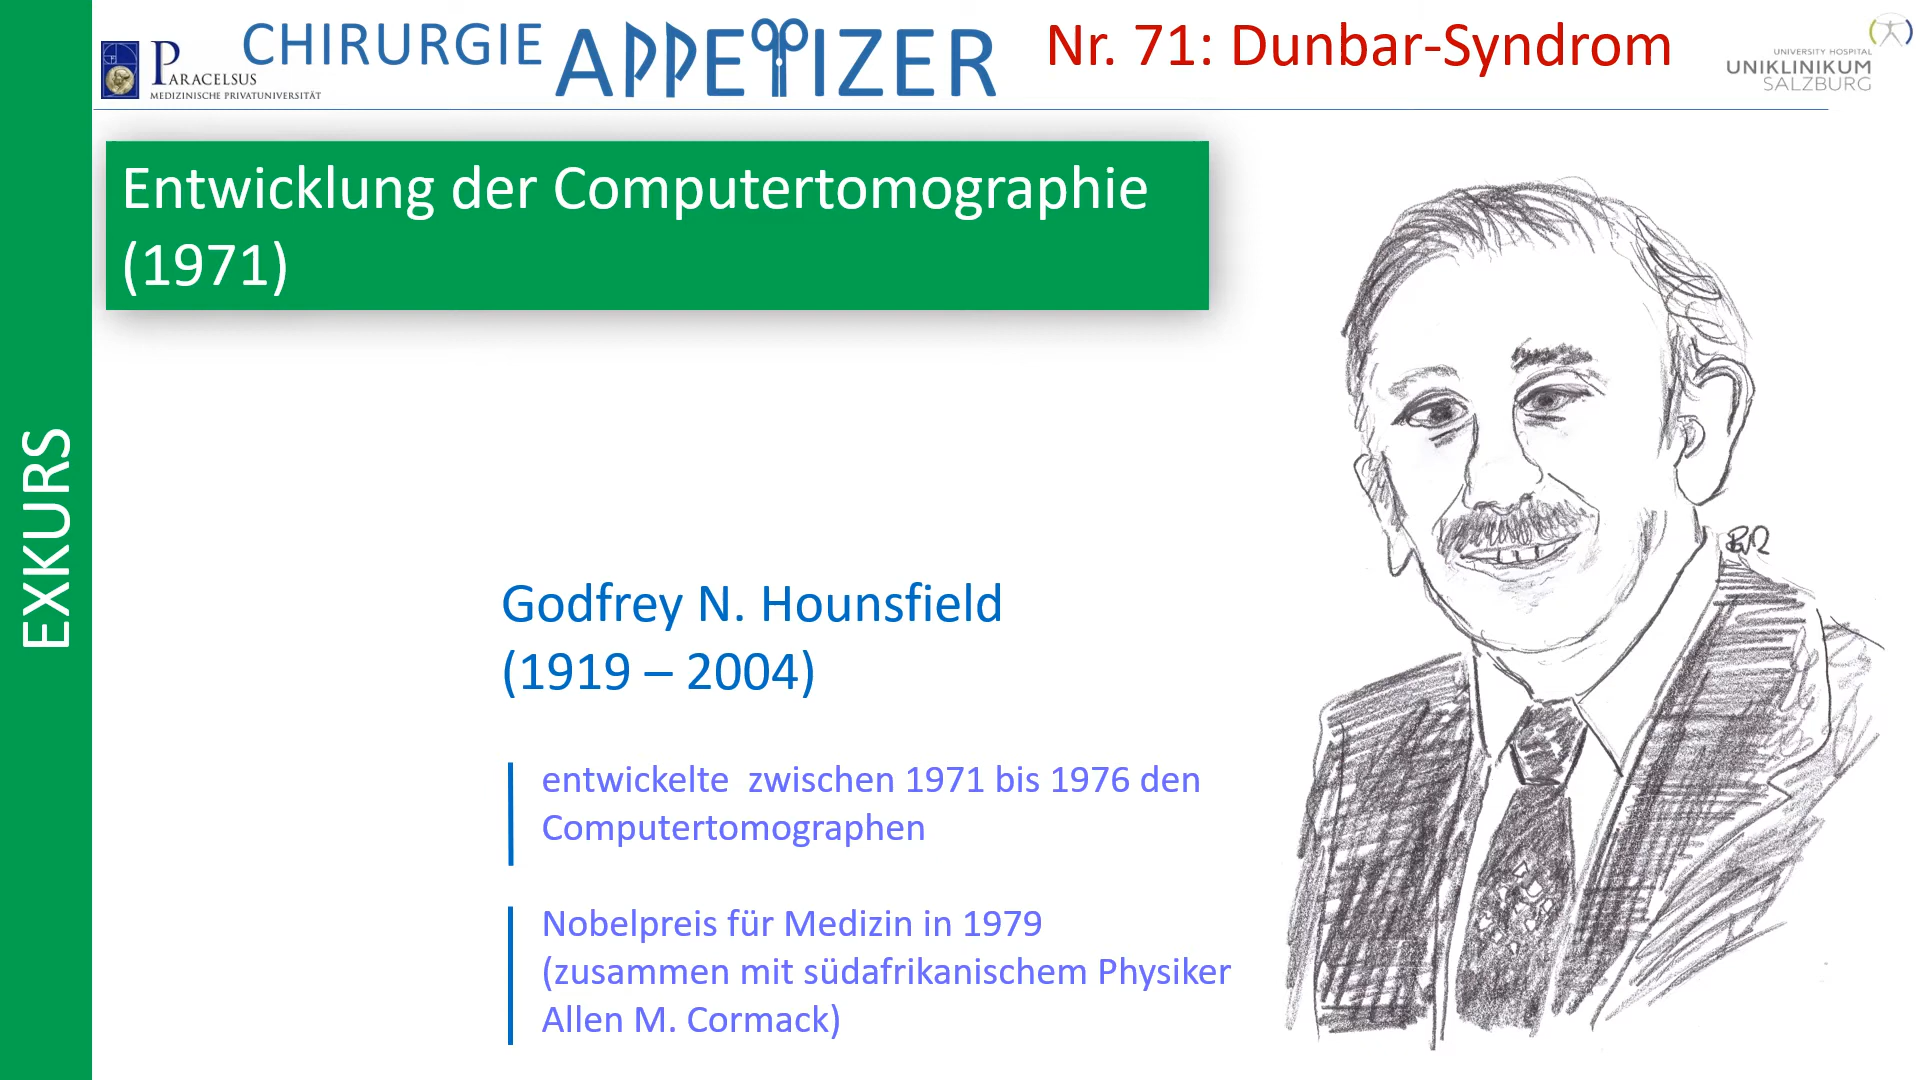 PARACELSUS
MEDIZINISCHE PRIVATUNIVERSITÄT
CHIRURGIE APPETIZER
Nr. 71: Dunbar-Syndrom
UNIVERSITY HOSPITAL
UNIKLINIKUM
SALZBURG
EXKURS
Entwicklung der Computertomographie
(1971)
Godfrey N. Hounsfield
(1919 – 2004)
entwickelte zwischen 1971 bis 1976 den
Computertomographen
Nobelpreis für Medizin in 1979
(zusammen mit südafrikanischem Physiker
Allen M. Cormack)